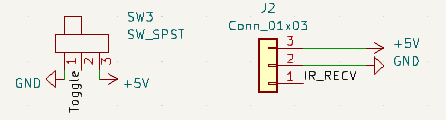 SW3
SW_SPST
GND
1
2
3
+5V
Toggle
J2
Conn_01x03
3
+5V
2
GND
1
IR_RECV